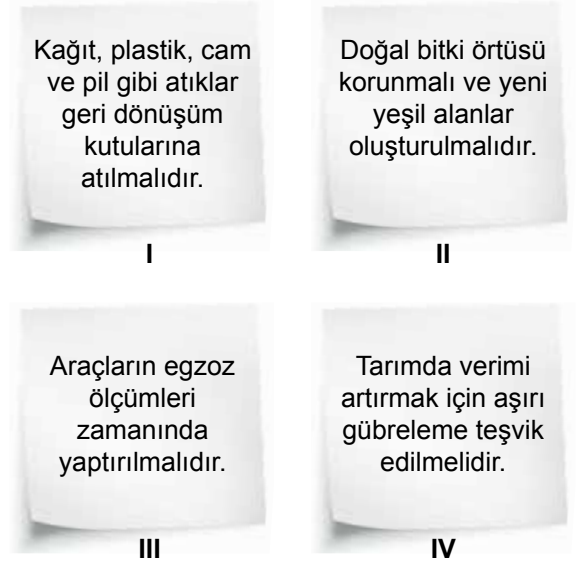 Kağıt, plastik, cam
ve pil gibi atıklar
geri dönüşüm
kutularına
atılmalıdır.
I
Doğal bitki örtüsü
korunmalı ve yeni
yeşil alanlar
oluşturulmalıdır.
II
Araçların egzoz
ölçümleri
zamanında
yaptırılmalıdır.
III
Tarımda verimi
artırmak için aşırı
gübreleme teşvik
edilmelidir.
IV